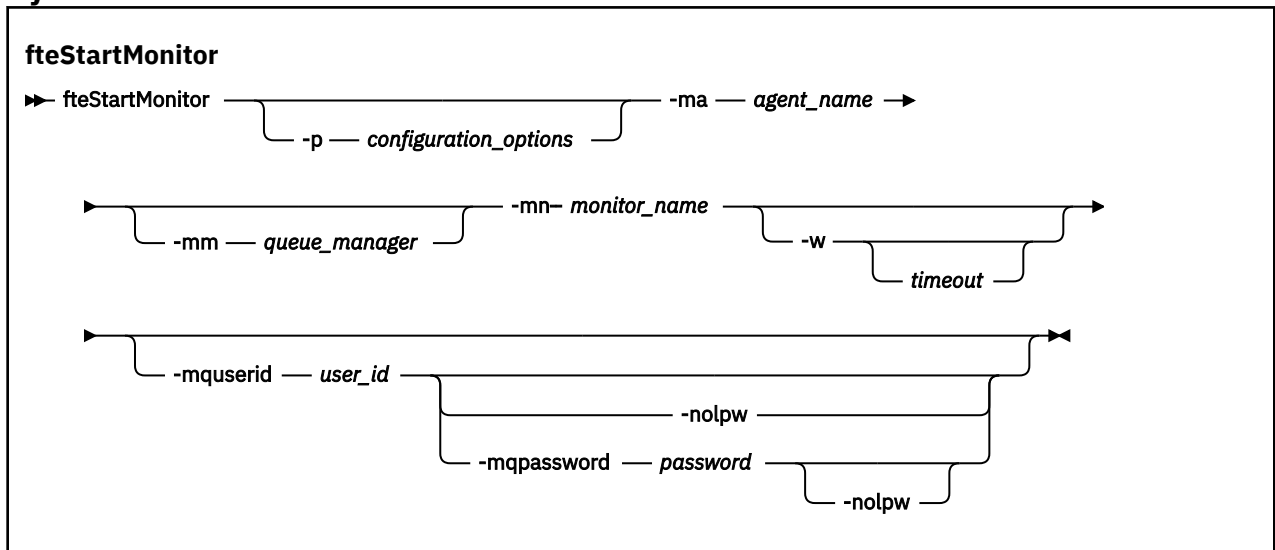 fteStartMonitor
fteStartMonitor -ma agent_name
-p configuration_options
-mn monitor_name
-mm queue_manager -w
timeout
-mquserid user_id
-nolpw
-mqpassword password
-nolpw